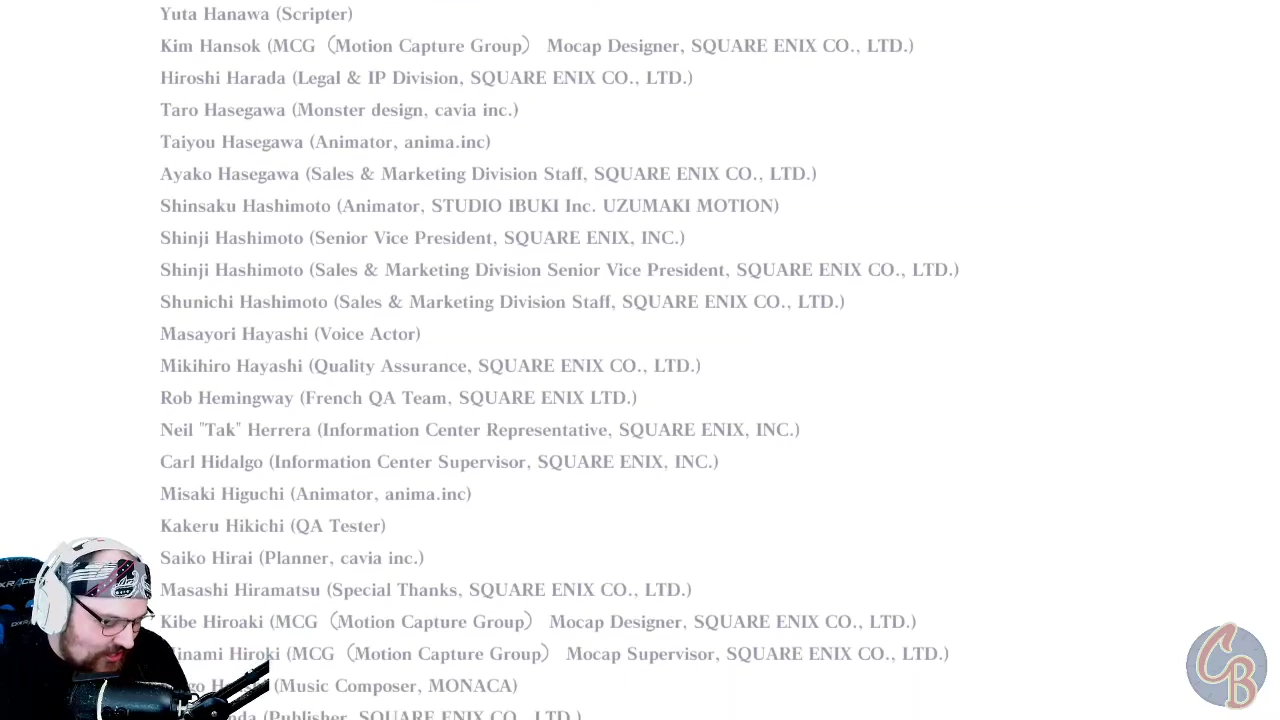 Yuta Hanawa (Scripter)
Kim Hansok (MCG（Motion Capture Group） Mocap Designer, SQUARE ENIX CO., LTD.)
Hiroshi Harada (Legal & IP Division, SQUARE ENIX CO., LTD.)
Taro Hasegawa (Monster design, cavia inc.)
Taiyou Hasegawa (Animator, anima.inc)
Ayako Hasegawa (Sales & Marketing Division Staff, SQUARE ENIX CO., LTD.)
Shinsaku Hashimoto (Animator, STUDIO IBUKI Inc. UZUMAKI MOTION)
Shinji Hashimoto (Senior Vice President, SQUARE ENIX, INC.)
Shinji Hashimoto (Sales & Marketing Division Senior Vice President, SQUARE ENIX CO., LTD.)
Shunichi Hashimoto (Sales & Marketing Division Staff, SQUARE ENIX CO., LTD.)
Masayori Hayashi (Voice Actor)
Mikihiro Hayashi (Quality Assurance, SQUARE ENIX CO., LTD.)
Rob Hemingway (French QA Team, SQUARE ENIX LTD.)
Neil "Tak" Herrera (Information Center Representative, SQUARE ENIX, INC.)
Carl Hidalgo (Information Center Supervisor, SQUARE ENIX, INC.)
Misaki Higuchi (Animator, anima.inc)
Kakeru Hikichi (QA Tester)
Saiko Hirai (Planner, cavia inc.)
Masashi Hiramatsu (Special Thanks, SQUARE ENIX CO., LTD.)
Kibe Hiroaki (MCG（Motion Capture Group） Mocap Designer, SQUARE ENIX CO., LTD.)
Hiroki (MCG（Motion Capture Group） Mocap Supervisor, SQUARE ENIX CO., LTD.)
(Music Composer, MONACA)
(Publisher, SQUARE ENIX CO., LTD.)
CB